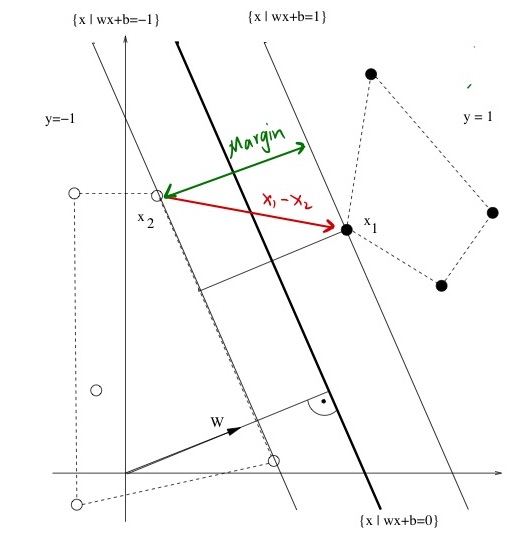 {x | wx+b=−1}
{x | wx+b=1}
y=−1
y = 1
Margin
x₁-x₂
x₂
x₁
W
{x | wx+b=0}